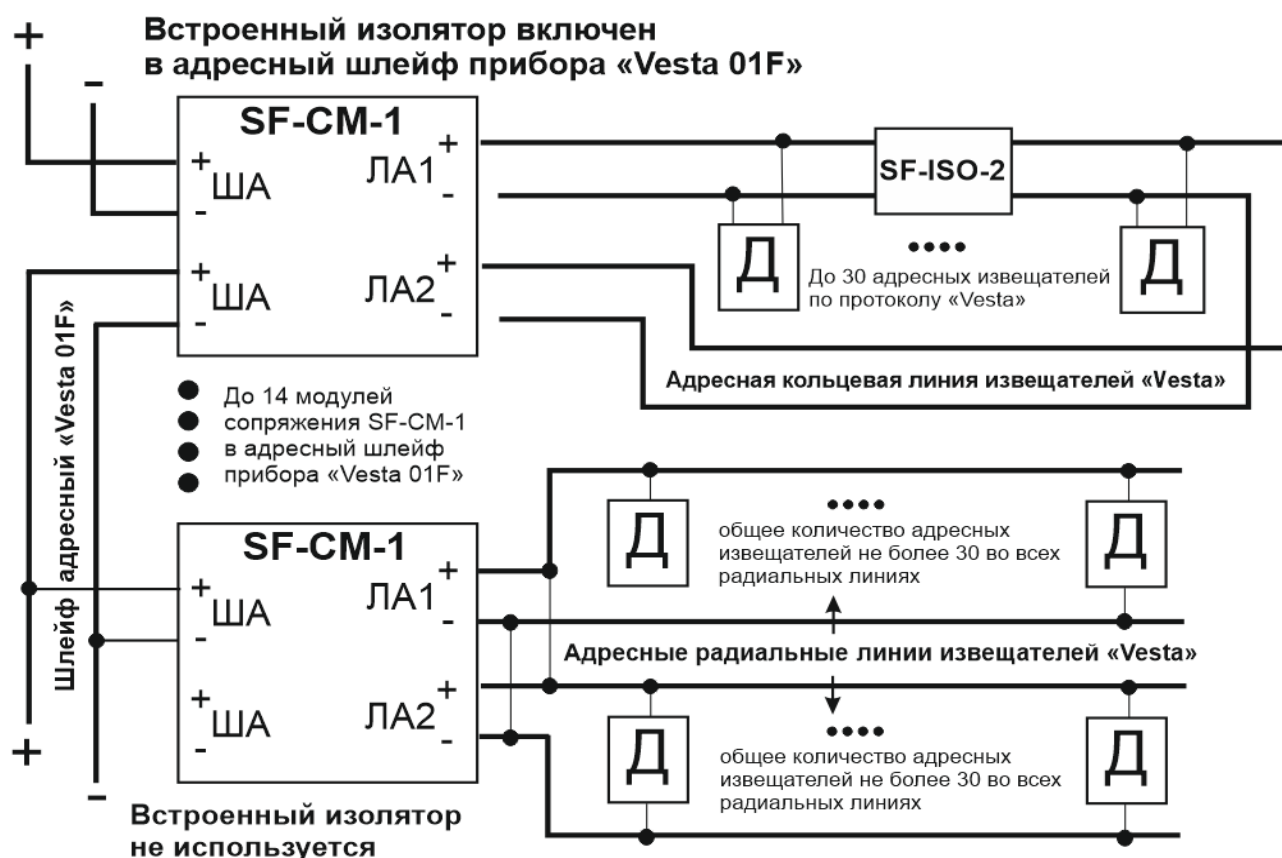 +
Встроенный изолятор включен
в адресный шлейф прибора «Vesta 01F»
-
SF-CM-1
+ ША
-
ЛА1 +
-
+ ША
-
ЛА2 +
-
SF-ISO-2
Д
Д
До 30 адресных извещателей
по протоколу «Vesta»
Адресная кольцевая линия извещателей «Vesta»
Шлейф адресный «Vesta 01F»
До 14 модулей
сопряжения SF-CM-1
в адресный шлейф
прибора «Vesta 01F»
SF-CM-1
+ ША
-
ЛА1 +
-
+ ША
-
ЛА2 +
-
Д
Д
общее количество адресных
извещателей не более 30 во всех
радиальных линиях
Адресные радиальные линии извещателей «Vesta»
Д
Д
общее количество адресных
извещателей не более 30 во всех
радиальных линиях
+
-
Встроенный изолятор
не используется